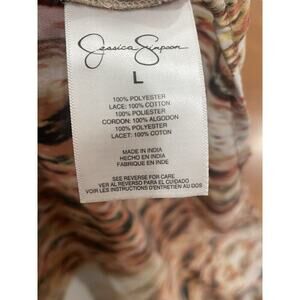 Jessica Simpson
L
100% POLYESTER
LACE: 100% COTTON
100% POLIESTER
CORDON: 100% ALGODON
100% POLYESTER
LACET: 100% COTON
MADE IN INDIA
HECHO EN INDIA
FABRIQUE EN INDE
SEE REVERSE FOR CARE
VER AL REVERSO PARA EL CUIDADO
VOIR LES INSTRUCTIONS D'ENTRETIEN AU DOS